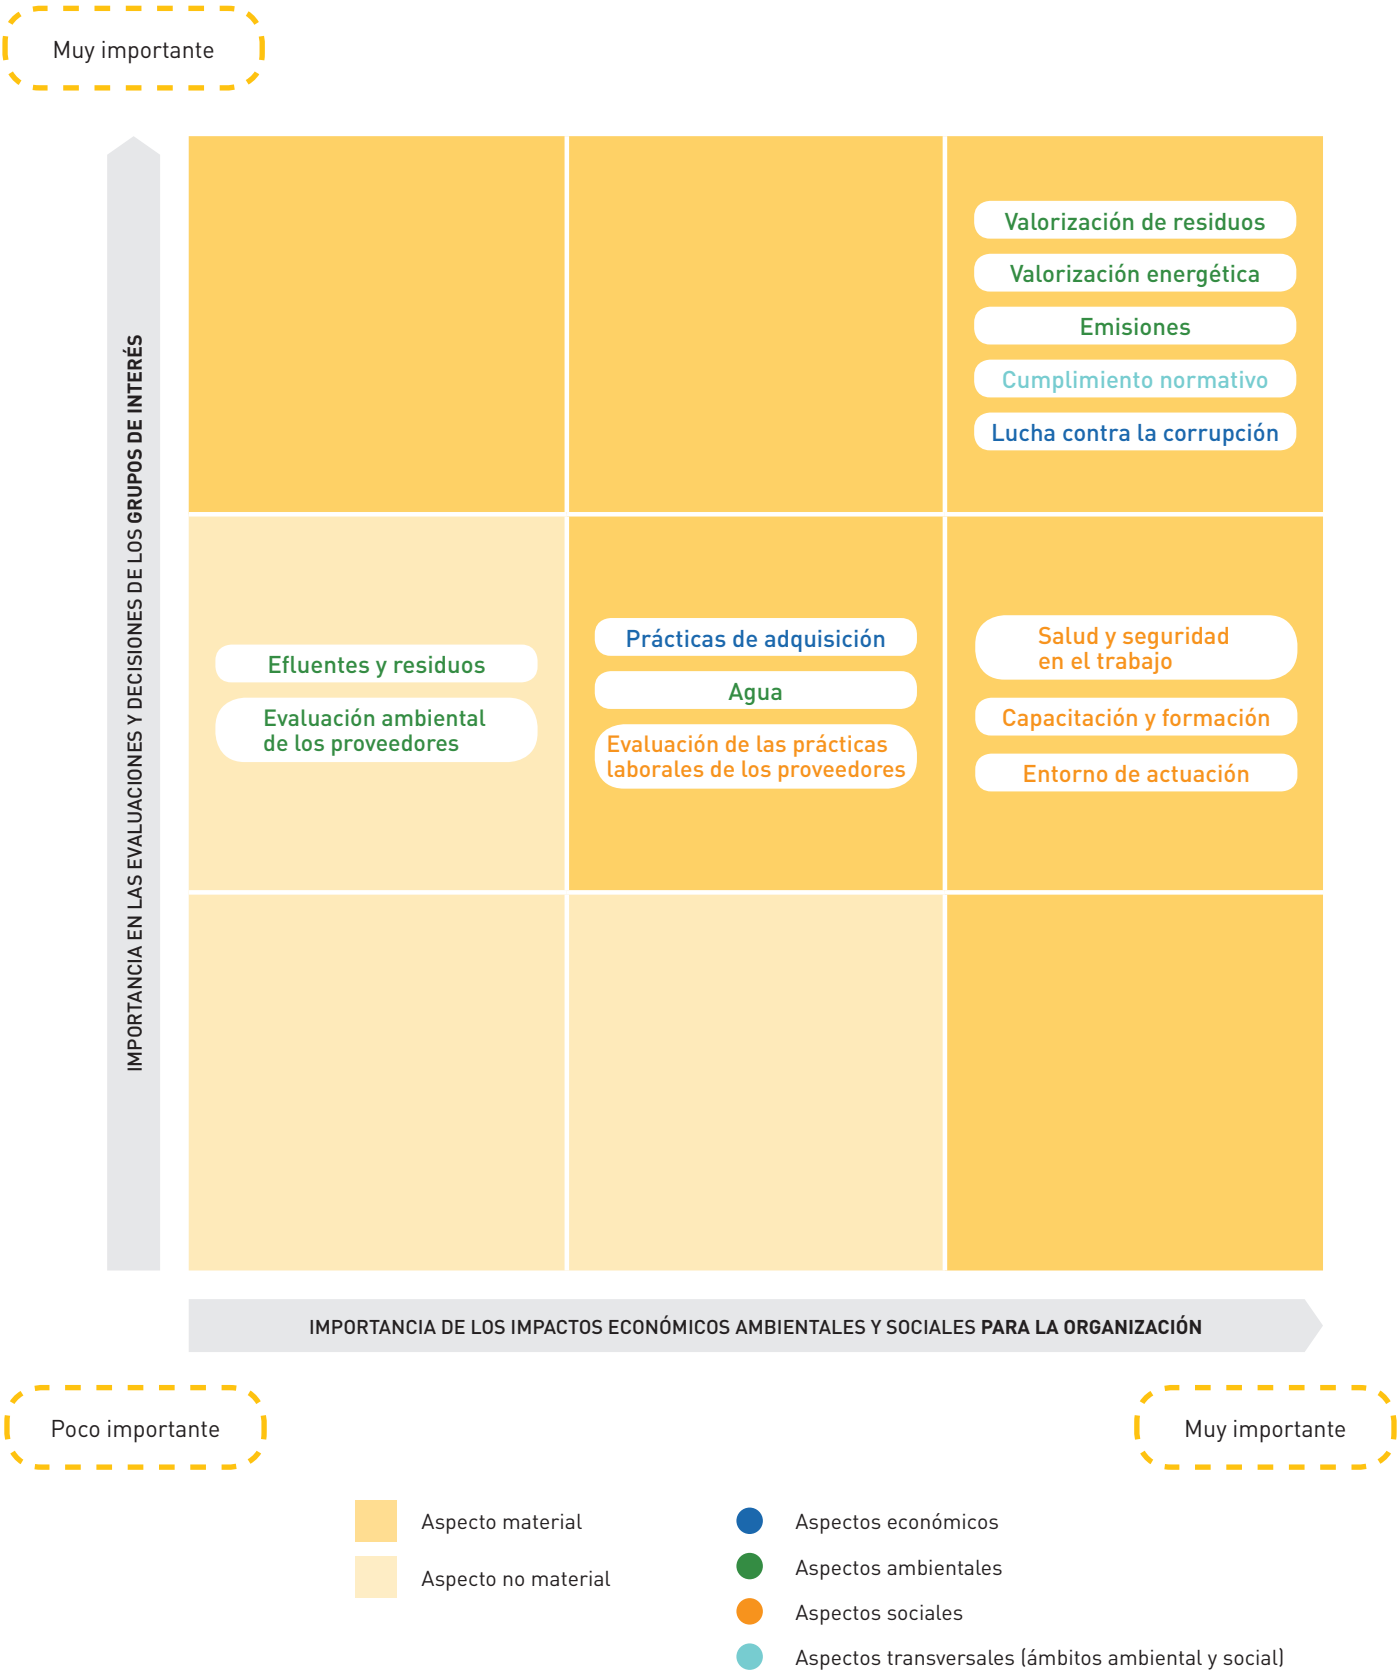 Muy importante
IMPORTANCIA EN LAS EVALUACIONES Y DECISIONES DE LOS GRUPOS DE INTERÉS
Valorización de residuos
Valorización energética
Emisiones
Cumplimiento normativo
Lucha contra la corrupción
Efluentes y residuos
Evaluación ambiental
de los proveedores
Prácticas de adquisición
Agua
Evaluación de las prácticas
laborales de los proveedores
Salud y seguridad
en el trabajo
Capacitación y formación
Entorno de actuación
IMPORTANCIA DE LOS IMPACTOS ECONÓMICOS AMBIENTALES Y SOCIALES PARA LA ORGANIZACIÓN
Poco importante
Muy importante
Aspecto material
Aspecto no material
Aspectos económicos
Aspectos ambientales
Aspectos sociales
Aspectos transversales (ámbitos ambiental y social)